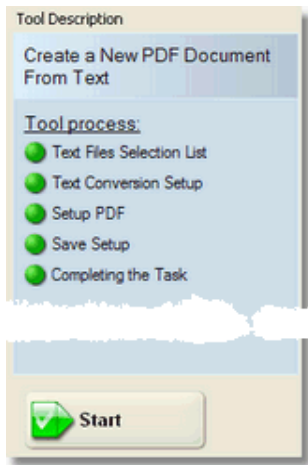 Tool Description
Create a New PDF Document
From Text
Tool process:
Text Files Selection List
Text Conversion Setup
Setup PDF
Save Setup
Completing the Task
Start